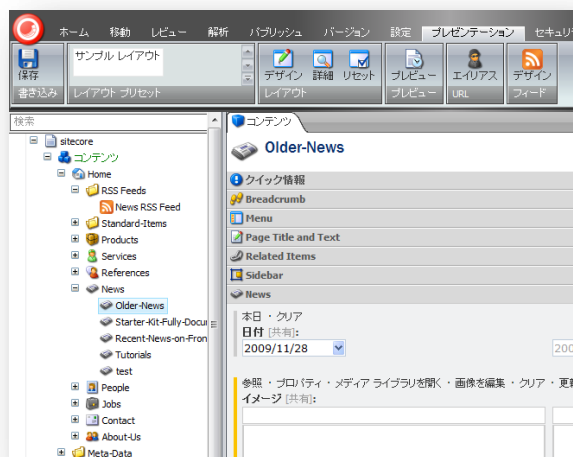 ホーム 移動 レビュー 解析 パブリッシュ バージョン 設定 プレゼンテーション セキュリ
サンプル レイアウト
保存 デザイン 詳細 リセット プレビュー エイリアス デザイン
書き込み レイアウト プリセット レイアウト プレビュー URL フィード
検索
sitecore
コンテンツ
Home
RSS Feeds
News RSS Feed
Standard-Items
Products
Services
References
News
Older-News
Starter-Kit-Fully-Docu
Recent-News-on-Fron
Tutorials
test
People
Jobs
Contact
About-Us
Meta-Data
コンテンツ
Older-News
クイック情報
Breadcrumb
Menu
Page Title and Text
Related Items
Sidebar
News
本日 ・ クリア
日付 [共有]:
2009/11/28 200
参照 ・ プロパティ ・ メディア ライブラリを開く ・ 画像を編集 ・ クリア ・ 更
イメージ [共有]: